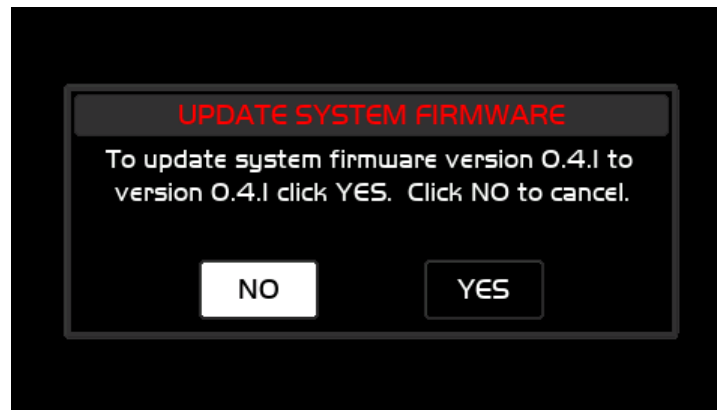 UPDATE SYSTEM FIRMWARE
To update system firmware version 0.4.1 to
version 0.4.1 click YES.  Click NO to cancel.
NO
YES